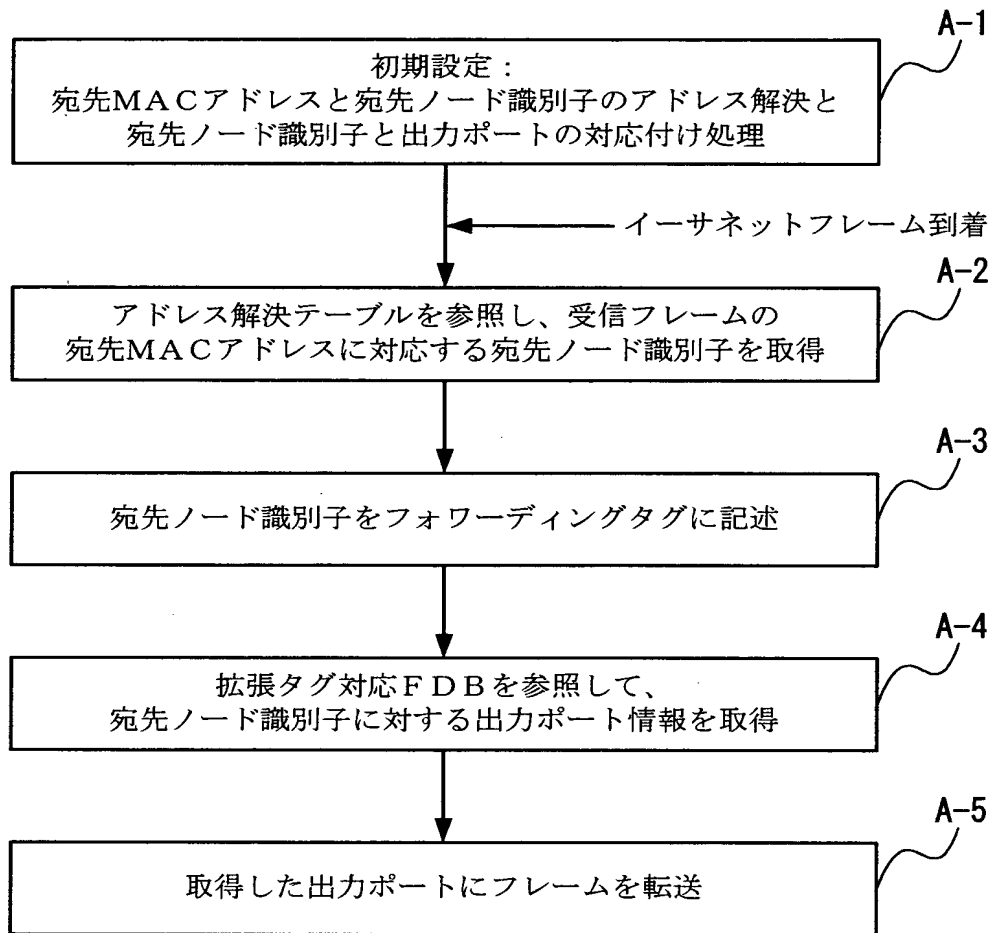 A-1
初期設定：
宛先ＭＡＣアドレスと宛先ノード識別子のアドレス解決と
宛先ノード識別子と出力ポートの対応付け処理
イーサネットフレーム到着
A-2
アドレス解決テーブルを参照し、受信フレームの
宛先ＭＡＣアドレスに対応する宛先ノード識別子を取得
A-3
宛先ノード識別子をフォワーディングタグに記述
A-4
拡張タグ対応ＦＤＢを参照して、
宛先ノード識別子に対する出力ポート情報を取得
A-5
取得した出力ポートにフレームを転送